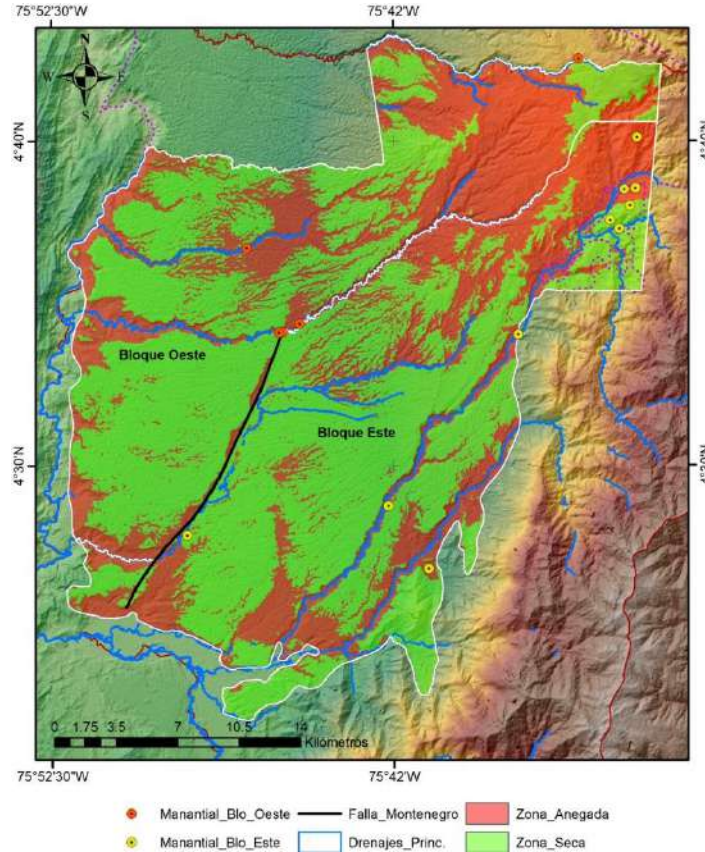 75°52'30"W 75°42'W
N
W E
S
4°40'N 4°40'N
Bloque Oeste
Bloque Este
4°30'N 4°30'N
0 1.75 3.5 7 10.5 14
Kilómetros
75°52'30"W 75°42'W
Manantial_Blo_Oeste Falla_Montenegro Zona_Anegada
Manantial_Blo_Este Drenajes_Princ. Zona_Seca